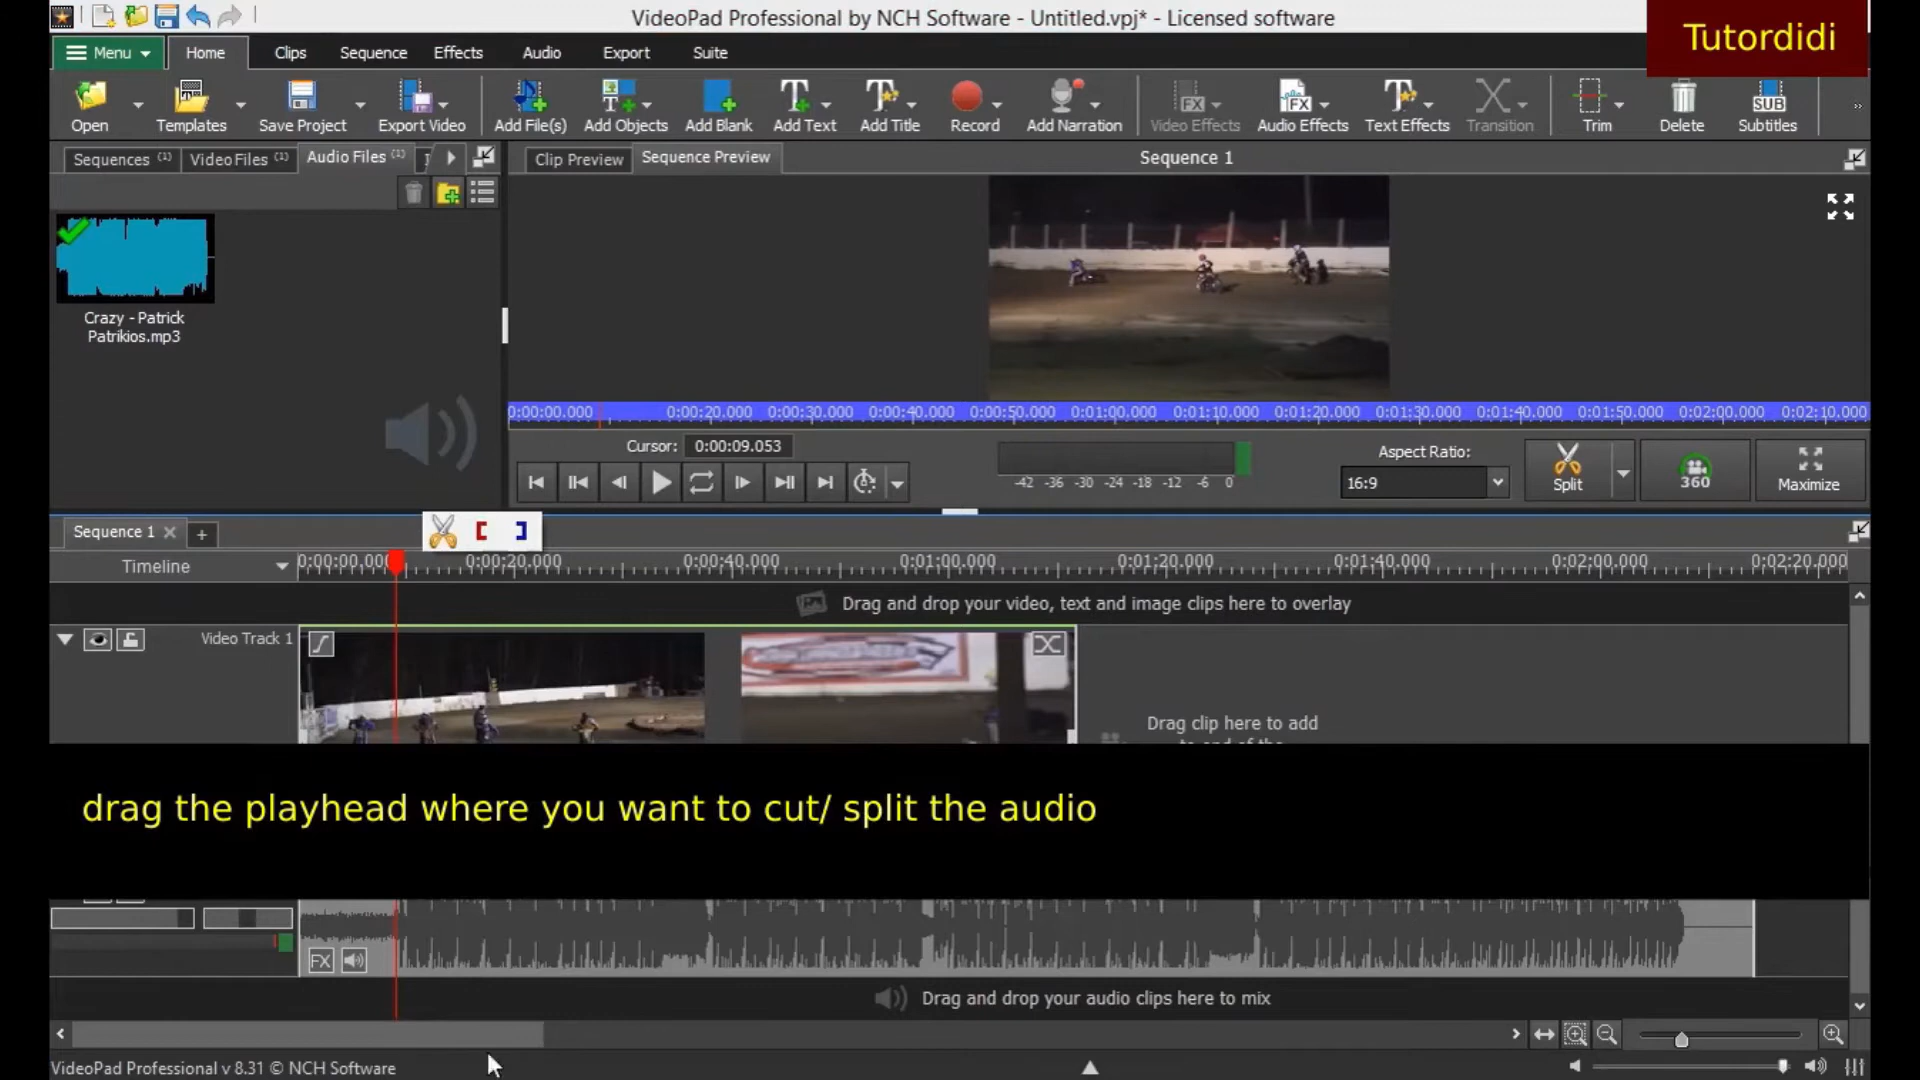 VideoPad Professional by NCH Software - Untitled.vpj* - Licensed software
Tutordidi
Menu Home Clips Sequence Effects Audio Export Suite
Open Templates Save Project Export Video Add File(s) Add Objects Add Blank Add Text Add Title Record Add Narration Video Effects Audio Effects Text Effects Transition Trim Delete Subtitles
SUB
Sequences (1) Video Files (1) Audio Files (1)
Clip Preview Sequence Preview Sequence 1
Crazy - Patrick
Patrikios.mp3
0:00:00.000 0:00:20.000 0:00:30.000 0:00:40.000 0:00:50.000 0:01:00.000 0:01:10.000 0:01:20.000 0:01:30.000 0:01:40.000 0:01:50.000 0:02:00.000 0:02:10.000
Cursor: 0:00:09.053
-42 -36 -30 -24 -18 -12 -6 0
Aspect Ratio:
16:9
Split 360 Maximize
Sequence 1
Timeline
0:00:00.000 0:00:20.000 0:00:40.000 0:01:00.000 0:01:20.000 0:01:40.000 0:02:00.000 0:02:20.000
Drag and drop your video, text and image clips here to overlay
Video Track 1
Drag clip here to add
drag the playhead where you want to cut/ split the audio
FX
Drag and drop your audio clips here to mix
VideoPad Professional v 8.31 © NCH Software